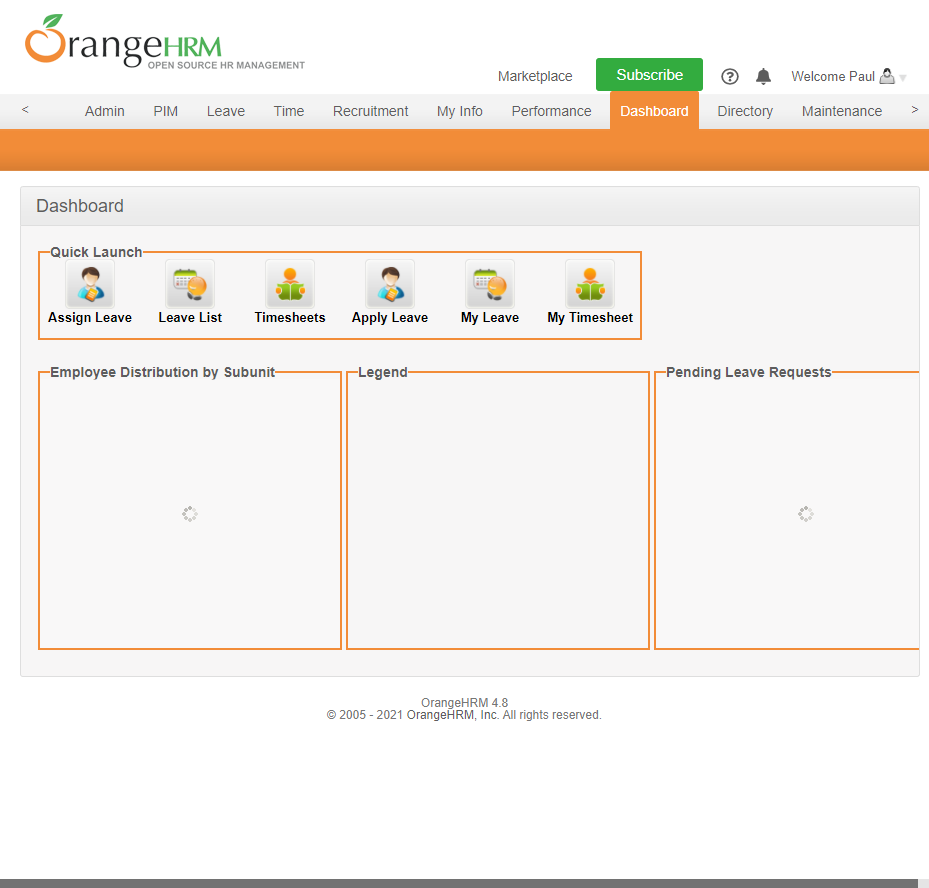 OrangeHRM
OPEN SOURCE HR MANAGEMENT
Marketplace Subscribe ? Welcome Paul
< Admin PIM Leave Time Recruitment My Info Performance Dashboard Directory Maintenance >
Dashboard
Quick Launch
Assign Leave Leave List Timesheets Apply Leave My Leave My Timesheet
Employee Distribution by Subunit Legend Pending Leave Requests
OrangeHRM 4.8
© 2005 - 2021 OrangeHRM, Inc. All rights reserved.